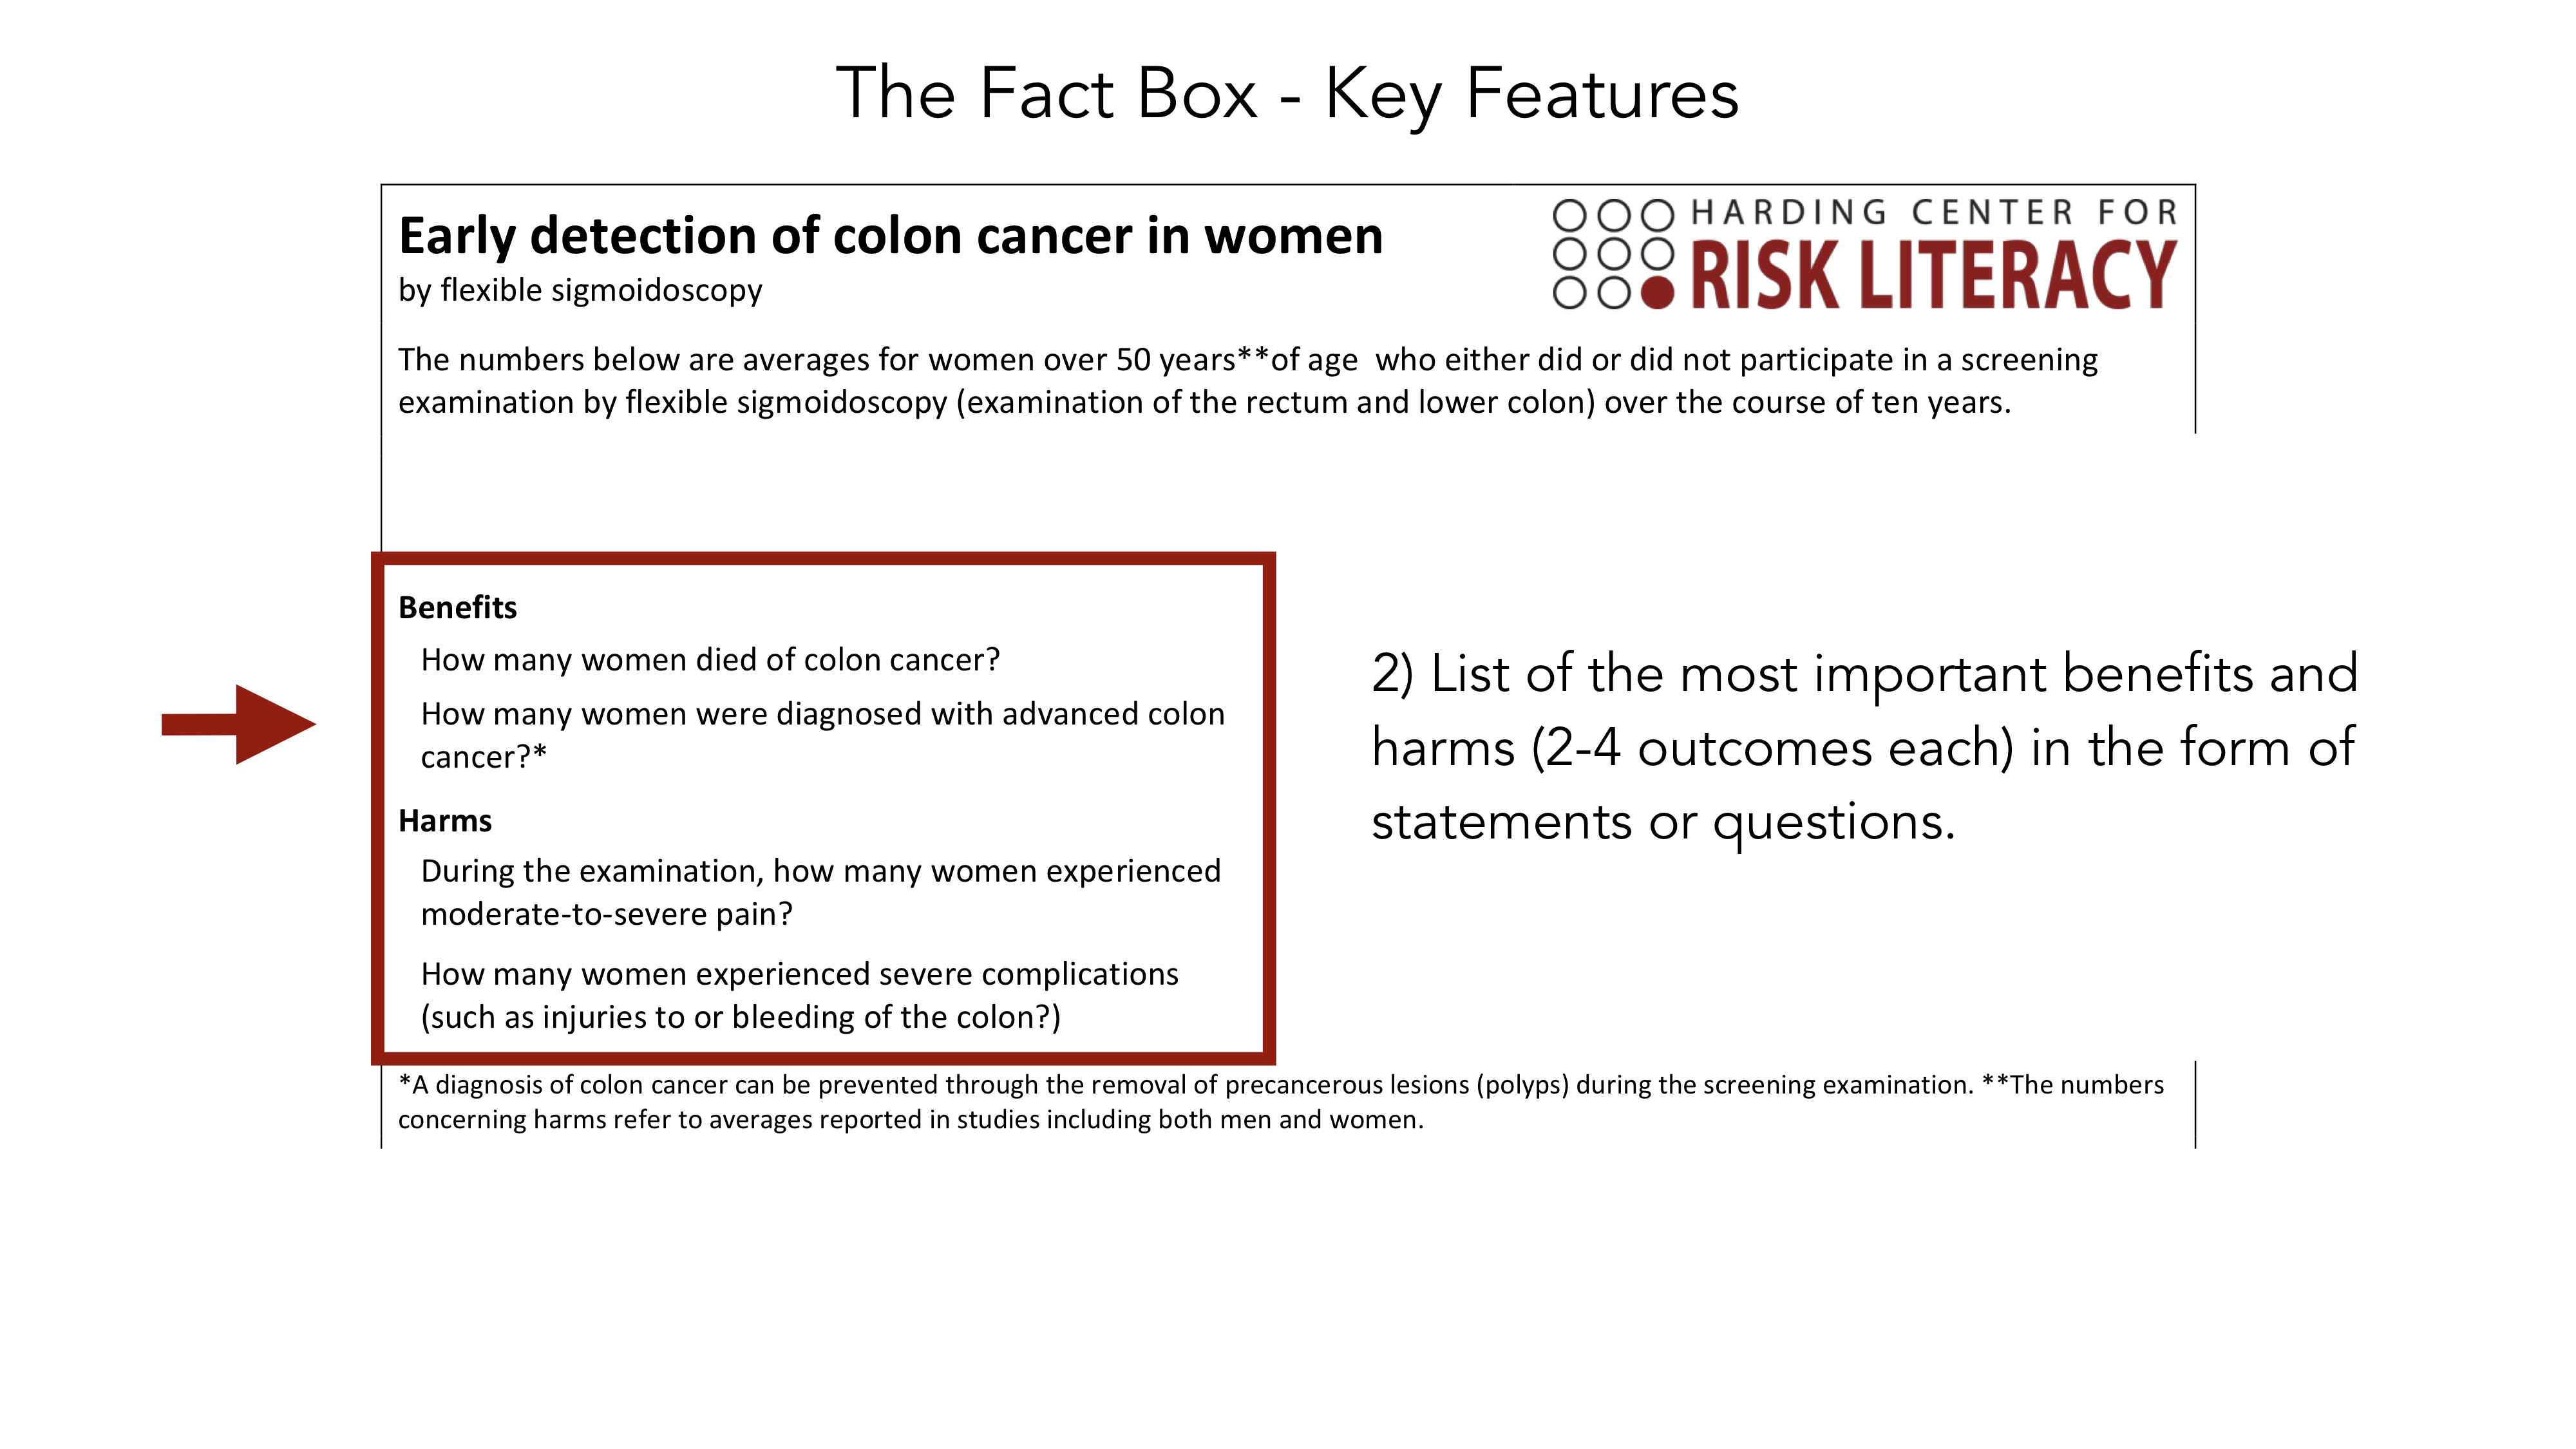 The Fact Box - Key Features
Early detection of colon cancer in women
by flexible sigmoidoscopy
HARDING CENTER FOR
RISK LITERACY
The numbers below are averages for women over 50 years**of age  who either did or did not participate in a screening
examination by flexible sigmoidoscopy (examination of the rectum and lower colon) over the course of ten years.
Benefits
How many women died of colon cancer?
How many women were diagnosed with advanced colon
cancer?*
Harms
During the examination, how many women experienced
moderate-to-severe pain?
How many women experienced severe complications
(such as injuries to or bleeding of the colon?)
2) List of the most important benefits and
harms (2-4 outcomes each) in the form of
statements or questions.
*A diagnosis of colon cancer can be prevented through the removal of precancerous lesions (polyps) during the screening examination. **The numbers
concerning harms refer to averages reported in studies including both men and women.